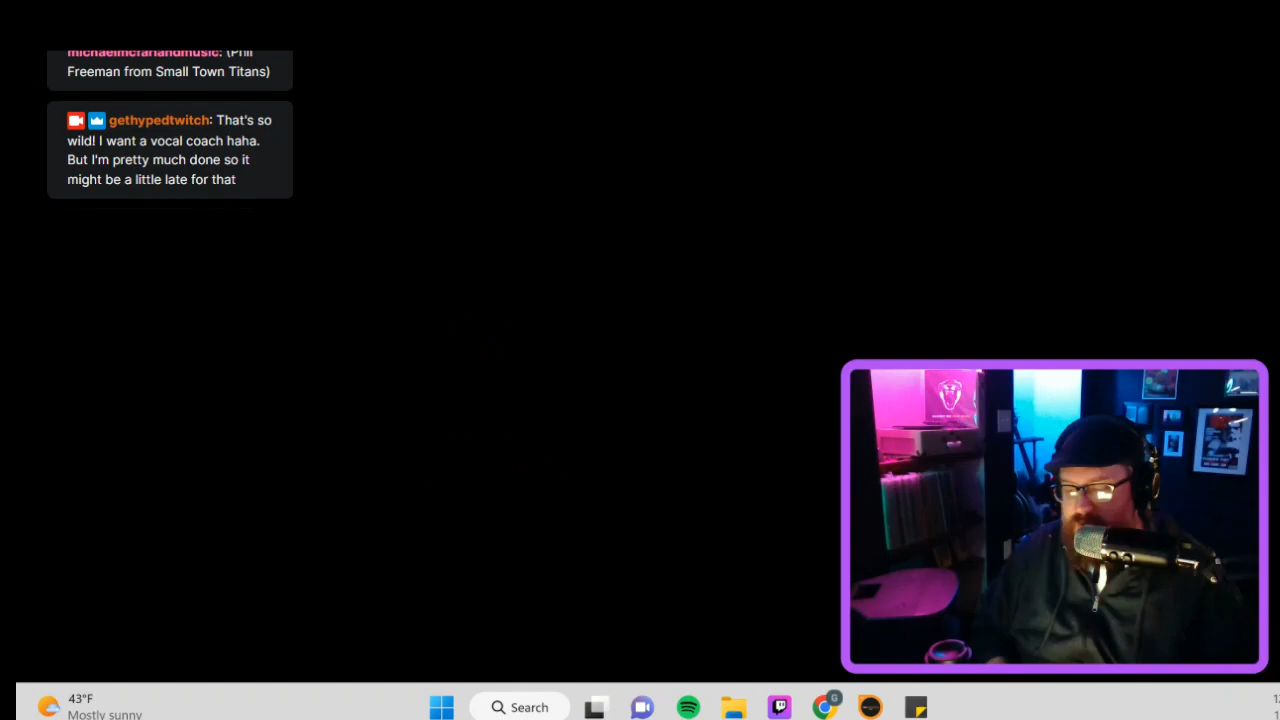 michaelmcfarlandmusic: (Phil
Freeman from Small Town Titans)
gethypedtwitch: That's so
wild! I want a vocal coach haha.
But I'm pretty much done so it
might be a little late for that
43°F
Mostly sunny
Search
G